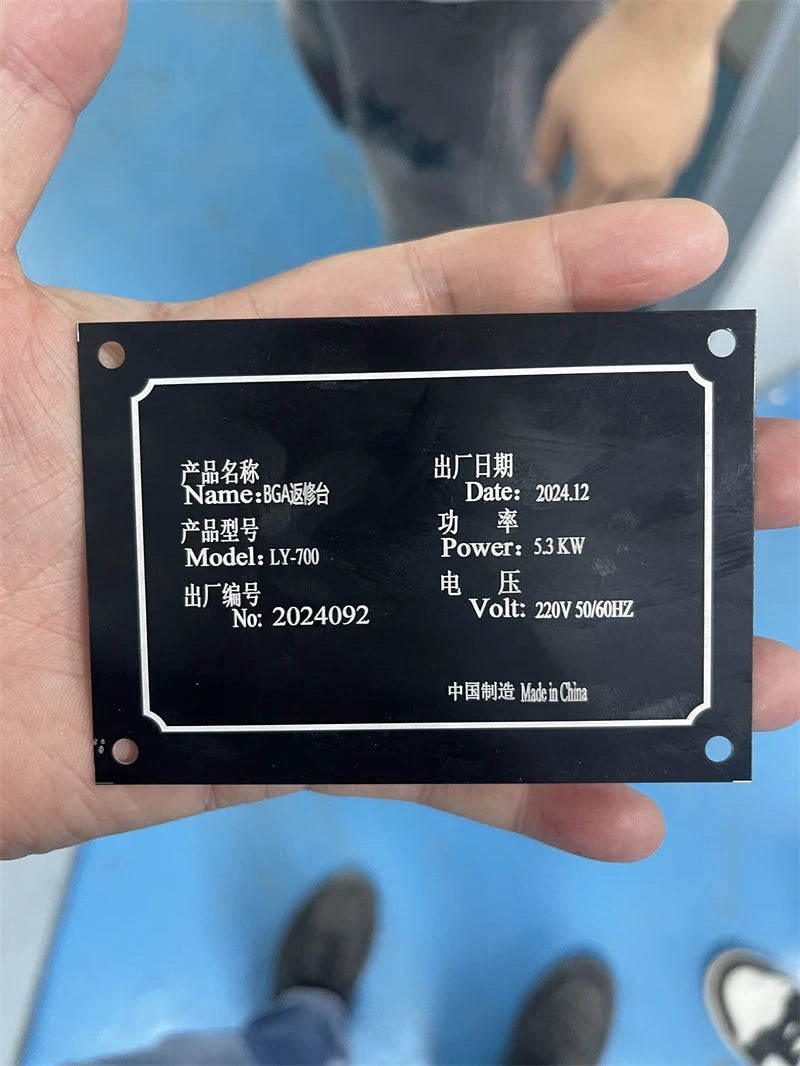 产品名称
Name:BGA返修台
产品型号
Model: LY-700
出厂编号
No: 2024092
出厂日期
Date: 2024.12
功 率
Power: 5.3 KW
电 压
Volt: 220V 50/60HZ
中国制造 Made in China